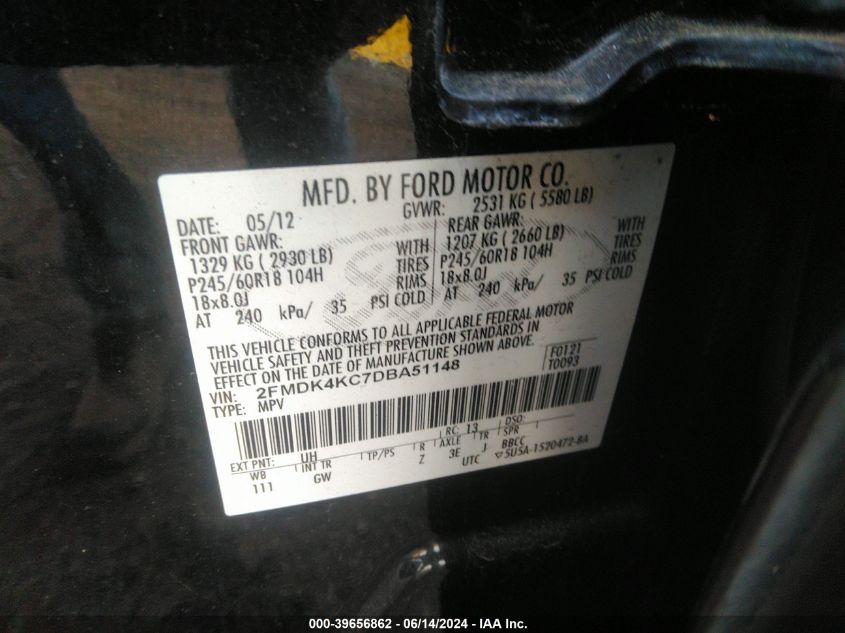 MFD. BY FORD MOTOR CO.
DATE: 05/12 GVWR: 2531 KG ( 5580 LB)
FRONT GAWR: REAR GAWR:
1329 KG ( 2930 LB) WITH 1207 KG ( 2660 LB) WITH
P245/60R18 104H TIRES P245/60R18 104H TIRES
18x8.0J RIMS 18x8.0J RIMS
AT 240 kPa/ 35 PSI COLD AT 240 kPa/ 35 PSI COLD
THIS VEHICLE CONFORMS TO ALL APPLICABLE FEDERAL MOTOR
VEHICLE SAFETY AND THEFT PREVENTION STANDARDS IN
EFFECT ON THE DATE OF MANUFACTURE SHOWN ABOVE.
VIN: 2FMDK4KC7DBA51148 F0121
TYPE: MPV T0093
EXT PNT: UH RC: 13 DSO:
WB INT TR TP/PS R AXLE TR SPR
111 GW Z 3E J BBCC
UTC 5U5A-1520472-BA
000-39656862 - 06/14/2024 - IAA Inc.